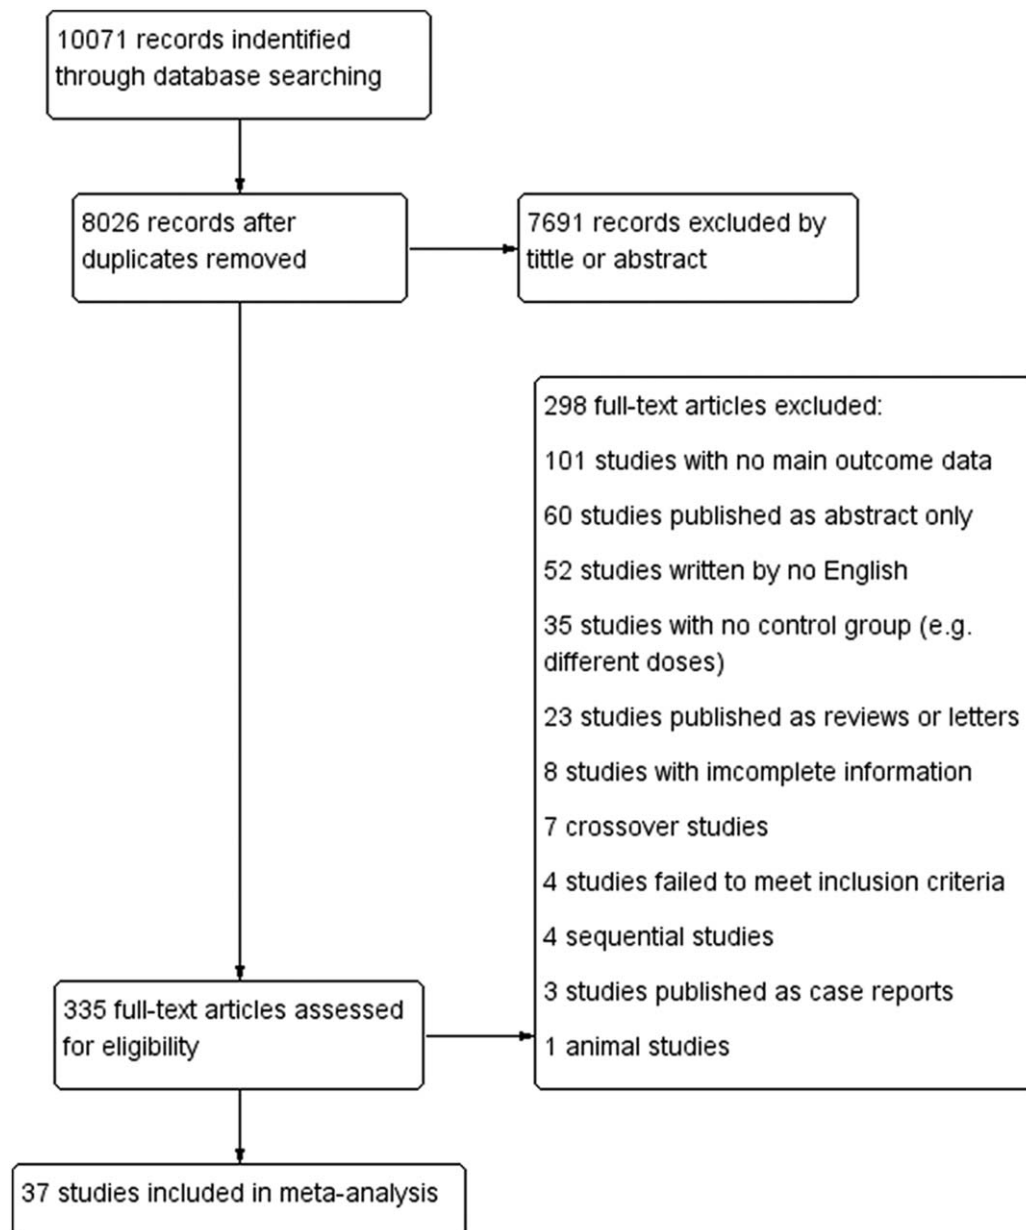 10071 records indentified
through database searching
8026 records after
duplicates removed
7691 records excluded by
tittle or abstract
298 full-text articles excluded:
101 studies with no main outcome data
60 studies published as abstract only
52 studies written by no English
35 studies with no control group (e.g.
different doses)
23 studies published as reviews or letters
8 studies with imcomplete information
7 crossover studies
4 studies failed to meet inclusion criteria
4 sequential studies
3 studies published as case reports
1 animal studies
335 full-text articles assessed
for eligibility
37 studies included in meta-analysis